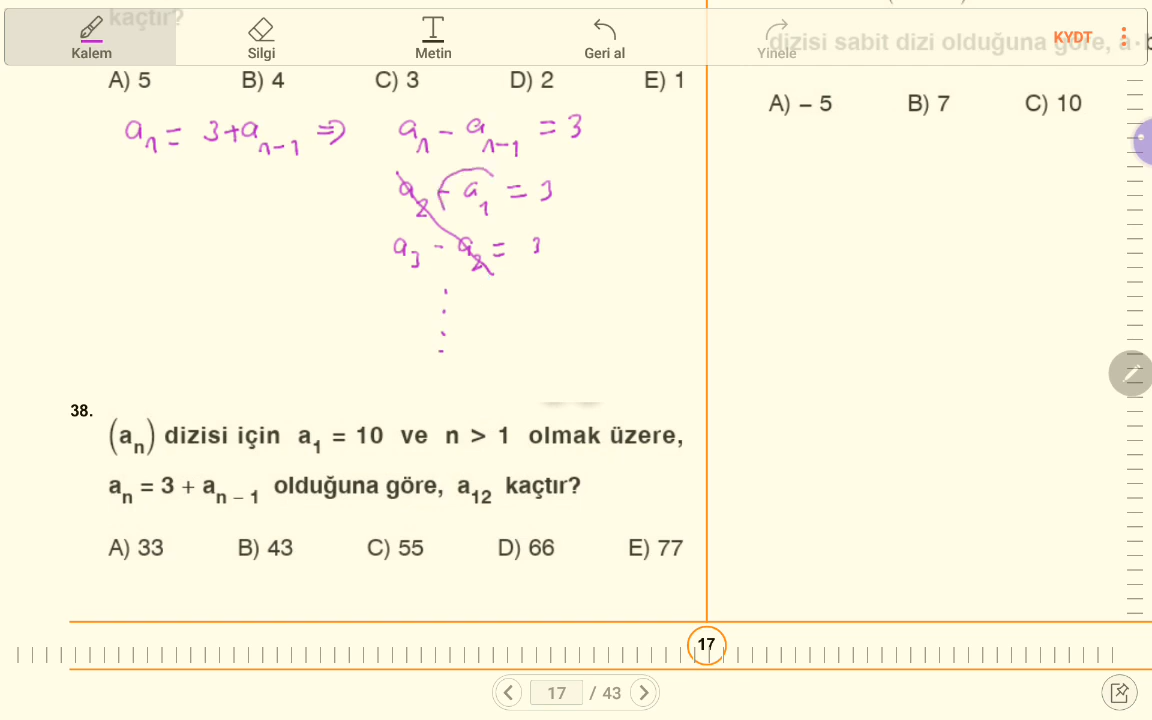 kaçtır?
Kalem
Silgi
Metin
Geri al
Yinele
KYDT
dizisi sabit dizi olduğuna göre, a · b
A) 5 B) 4 C) 3 D) 2 E) 1
A) – 5 B) 7 C) 10
aₙ = 3+aₙ₋₁ ⇒ aₙ - aₙ₋₁ = 3
a₂ - a₁ = 3
a₃ - a₂ = 3
38.
(aₙ) dizisi için a₁ = 10 ve n > 1 olmak üzere,
aₙ = 3 + aₙ ₋ ₁ olduğuna göre, a₁₂ kaçtır?
A) 33 B) 43 C) 55 D) 66 E) 77
17
17 / 43